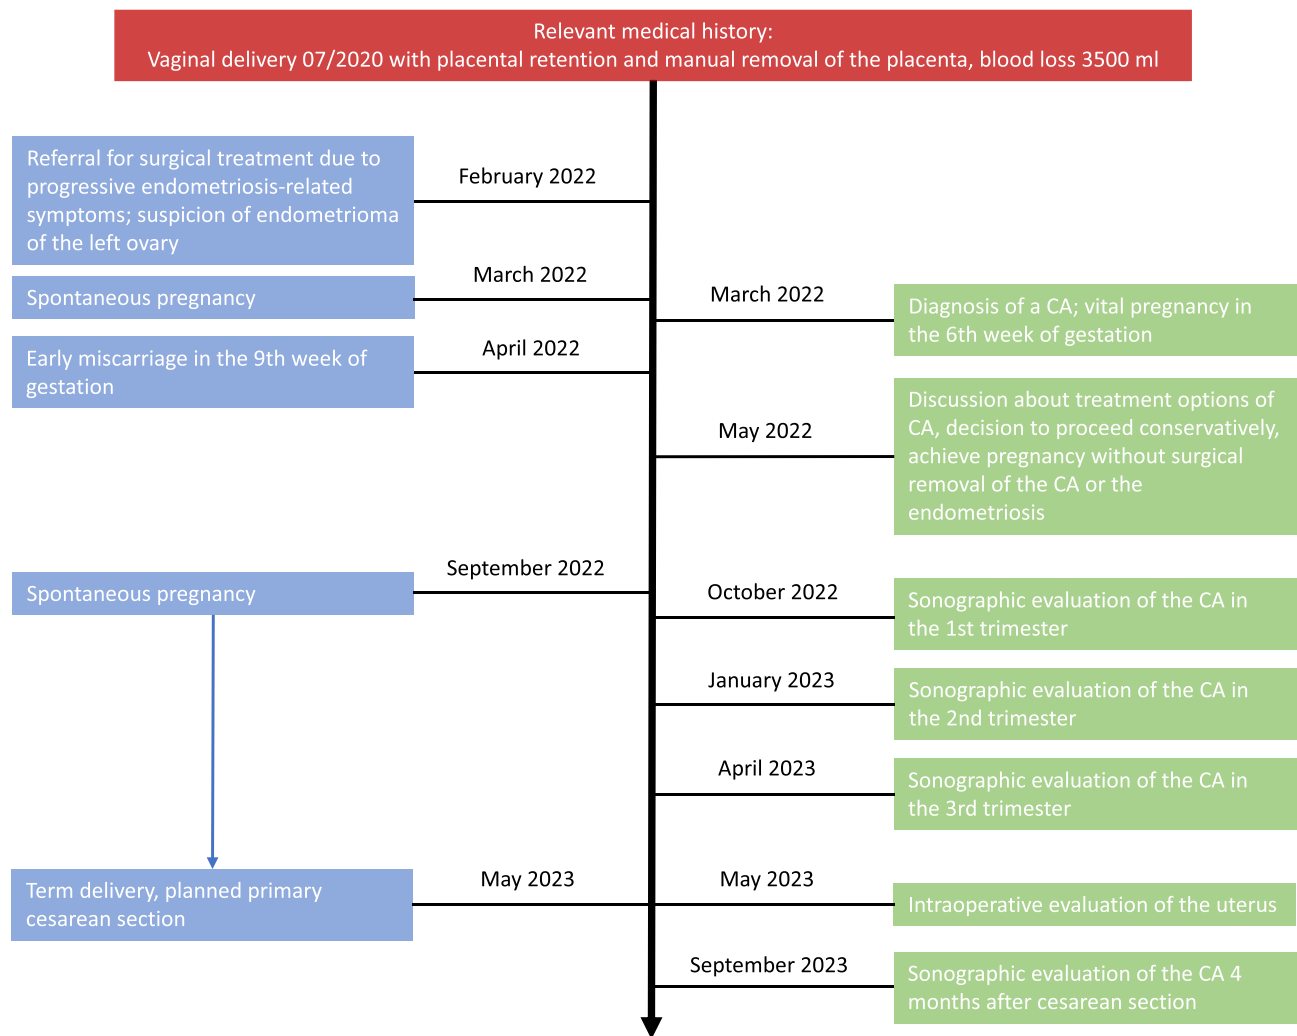 Relevant medical history:
Vaginal delivery 07/2020 with placental retention and manual removal of the placenta, blood loss 3500 ml
February 2022
Referral for surgical treatment due to
progressive endometriosis-related
symptoms; suspicion of endometrioma
of the left ovary
March 2022
Spontaneous pregnancy
March 2022
Diagnosis of a CA; vital pregnancy in
the 6th week of gestation
April 2022
Early miscarriage in the 9th week of
gestation
May 2022
Discussion about treatment options of
CA, decision to proceed conservatively,
achieve pregnancy without surgical
removal of the CA or the
endometriosis
September 2022
Spontaneous pregnancy
October 2022
Sonographic evaluation of the CA in
the 1st trimester
January 2023
Sonographic evaluation of the CA in
the 2nd trimester
April 2023
Sonographic evaluation of the CA in
the 3rd trimester
May 2023
Term delivery, planned primary
cesarean section
May 2023
Intraoperative evaluation of the uterus
September 2023
Sonographic evaluation of the CA 4
months after cesarean section